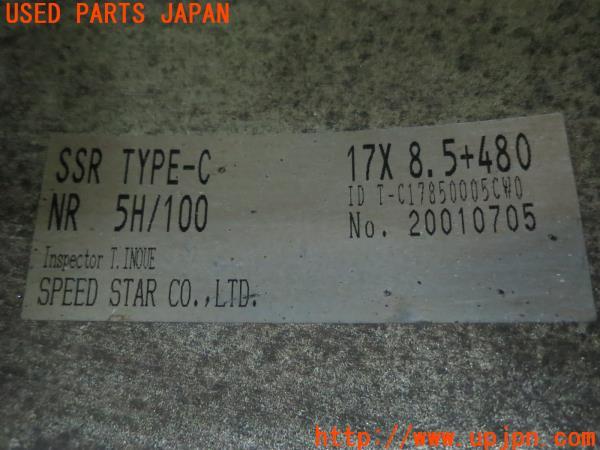 USED PARTS JAPAN
SSR TYPE-C 17X 8.5+480
ID T-C17850005CW0
NR 5H/100 No. 20010705
Inspector T.INOUE
SPEED STAR CO.,LTD.
http://www.upjpn.com/